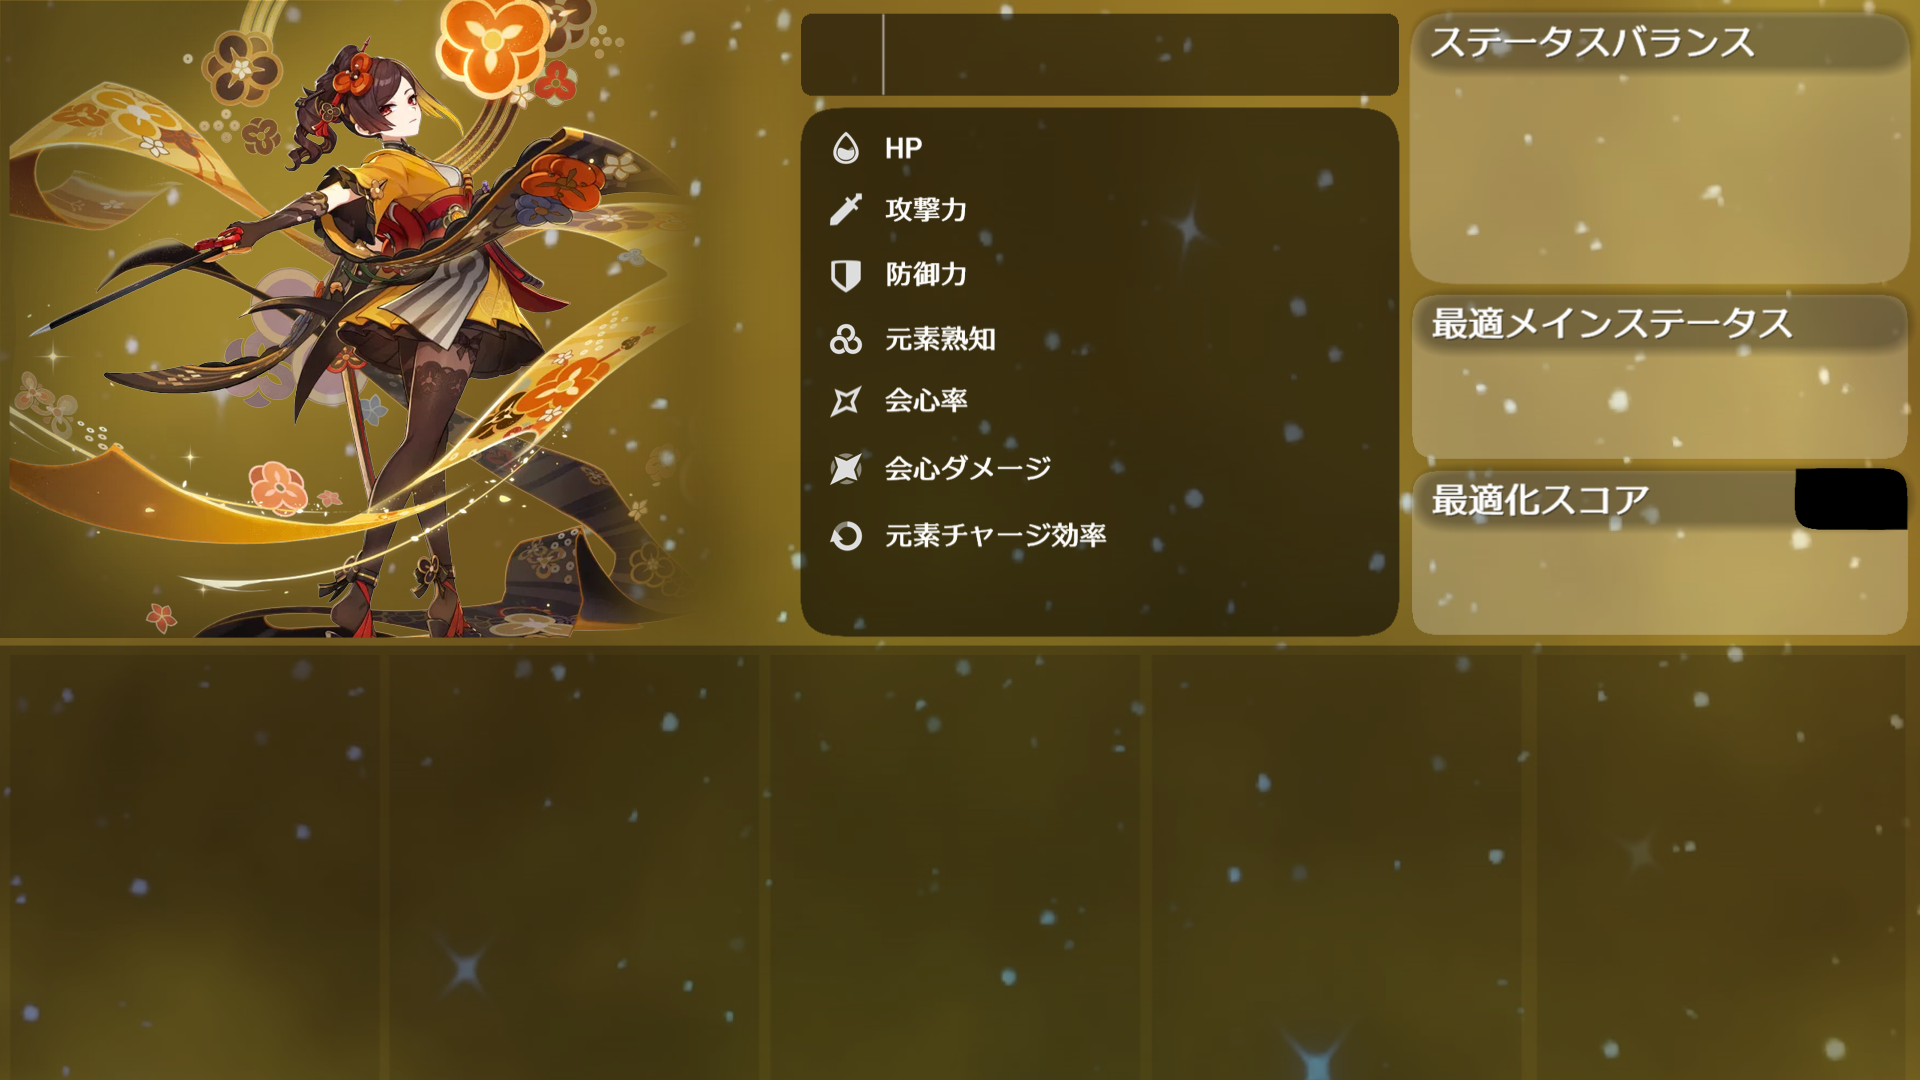 HP
攻撃力
防御力
元素熟知
会心率
会心ダメージ
元素チャージ効率
ステータスバランス
最適メインステータス
最適化スコア